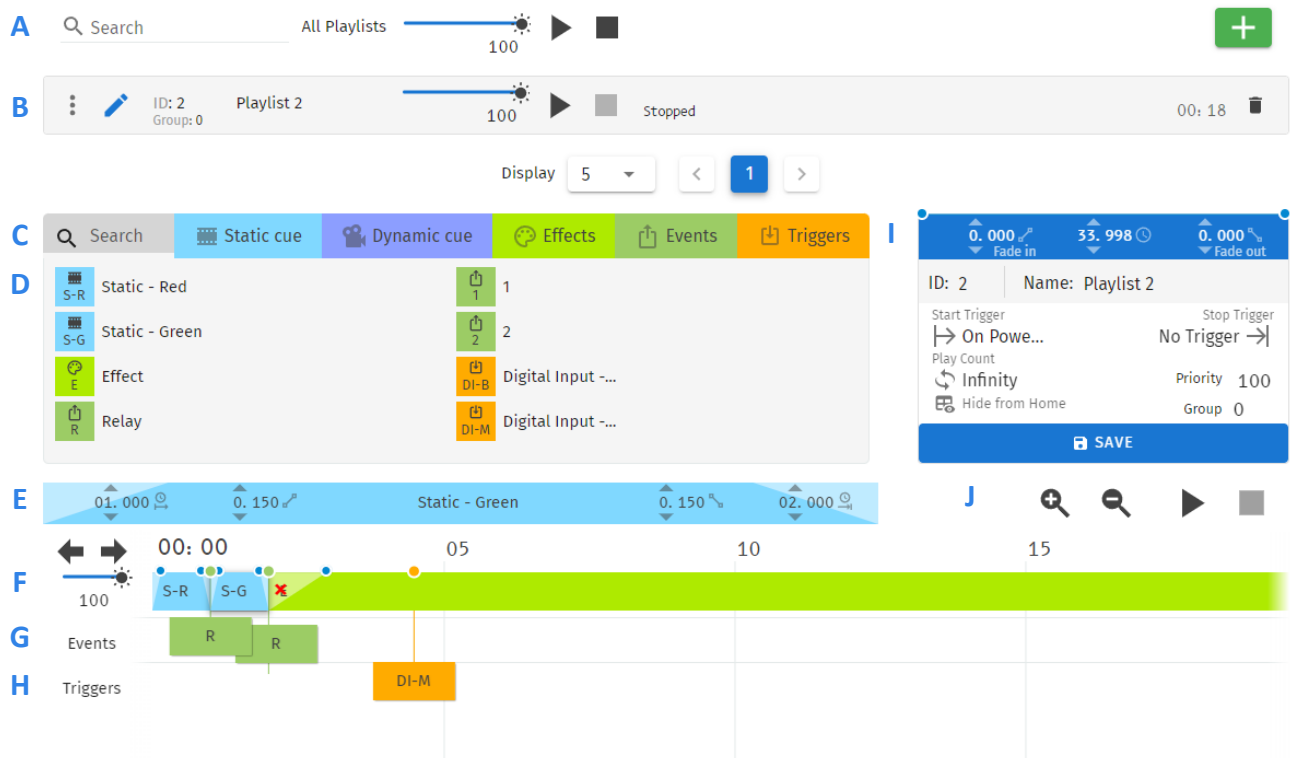 A Search All Playlists 100
B ID: 2 Group: 0 Playlist 2 100 Stopped 00: 18
Display 5 1
C Search Static cue Dynamic cue Effects Events Triggers
D S-R Static - Red 1 1
S-G Static - Green 2 2
E Effect DI-B Digital Input -...
R Relay DI-M Digital Input -...
I 0. 000 Fade in 33. 998 0. 000 Fade out
ID: 2 Name: Playlist 2
Start Trigger Stop Trigger
On Powe... No Trigger
Play Count
Infinity Priority 100
Hide from Home Group 0
SAVE
E 01. 000 0. 150 Static - Green 0. 150 02. 000
J
00: 00 05 10 15
F 100 S-R S-G
G Events R R
H Triggers DI-M